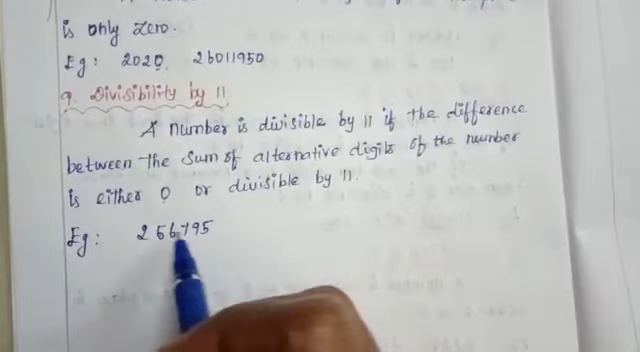 is only zero.
Eg: 2020, 26011950
9. Divisibility by 11
A number is divisible by 11 if the difference
between the sum of alternative digits of the number
is either 0 or divisible by 11.
Eg: 256795